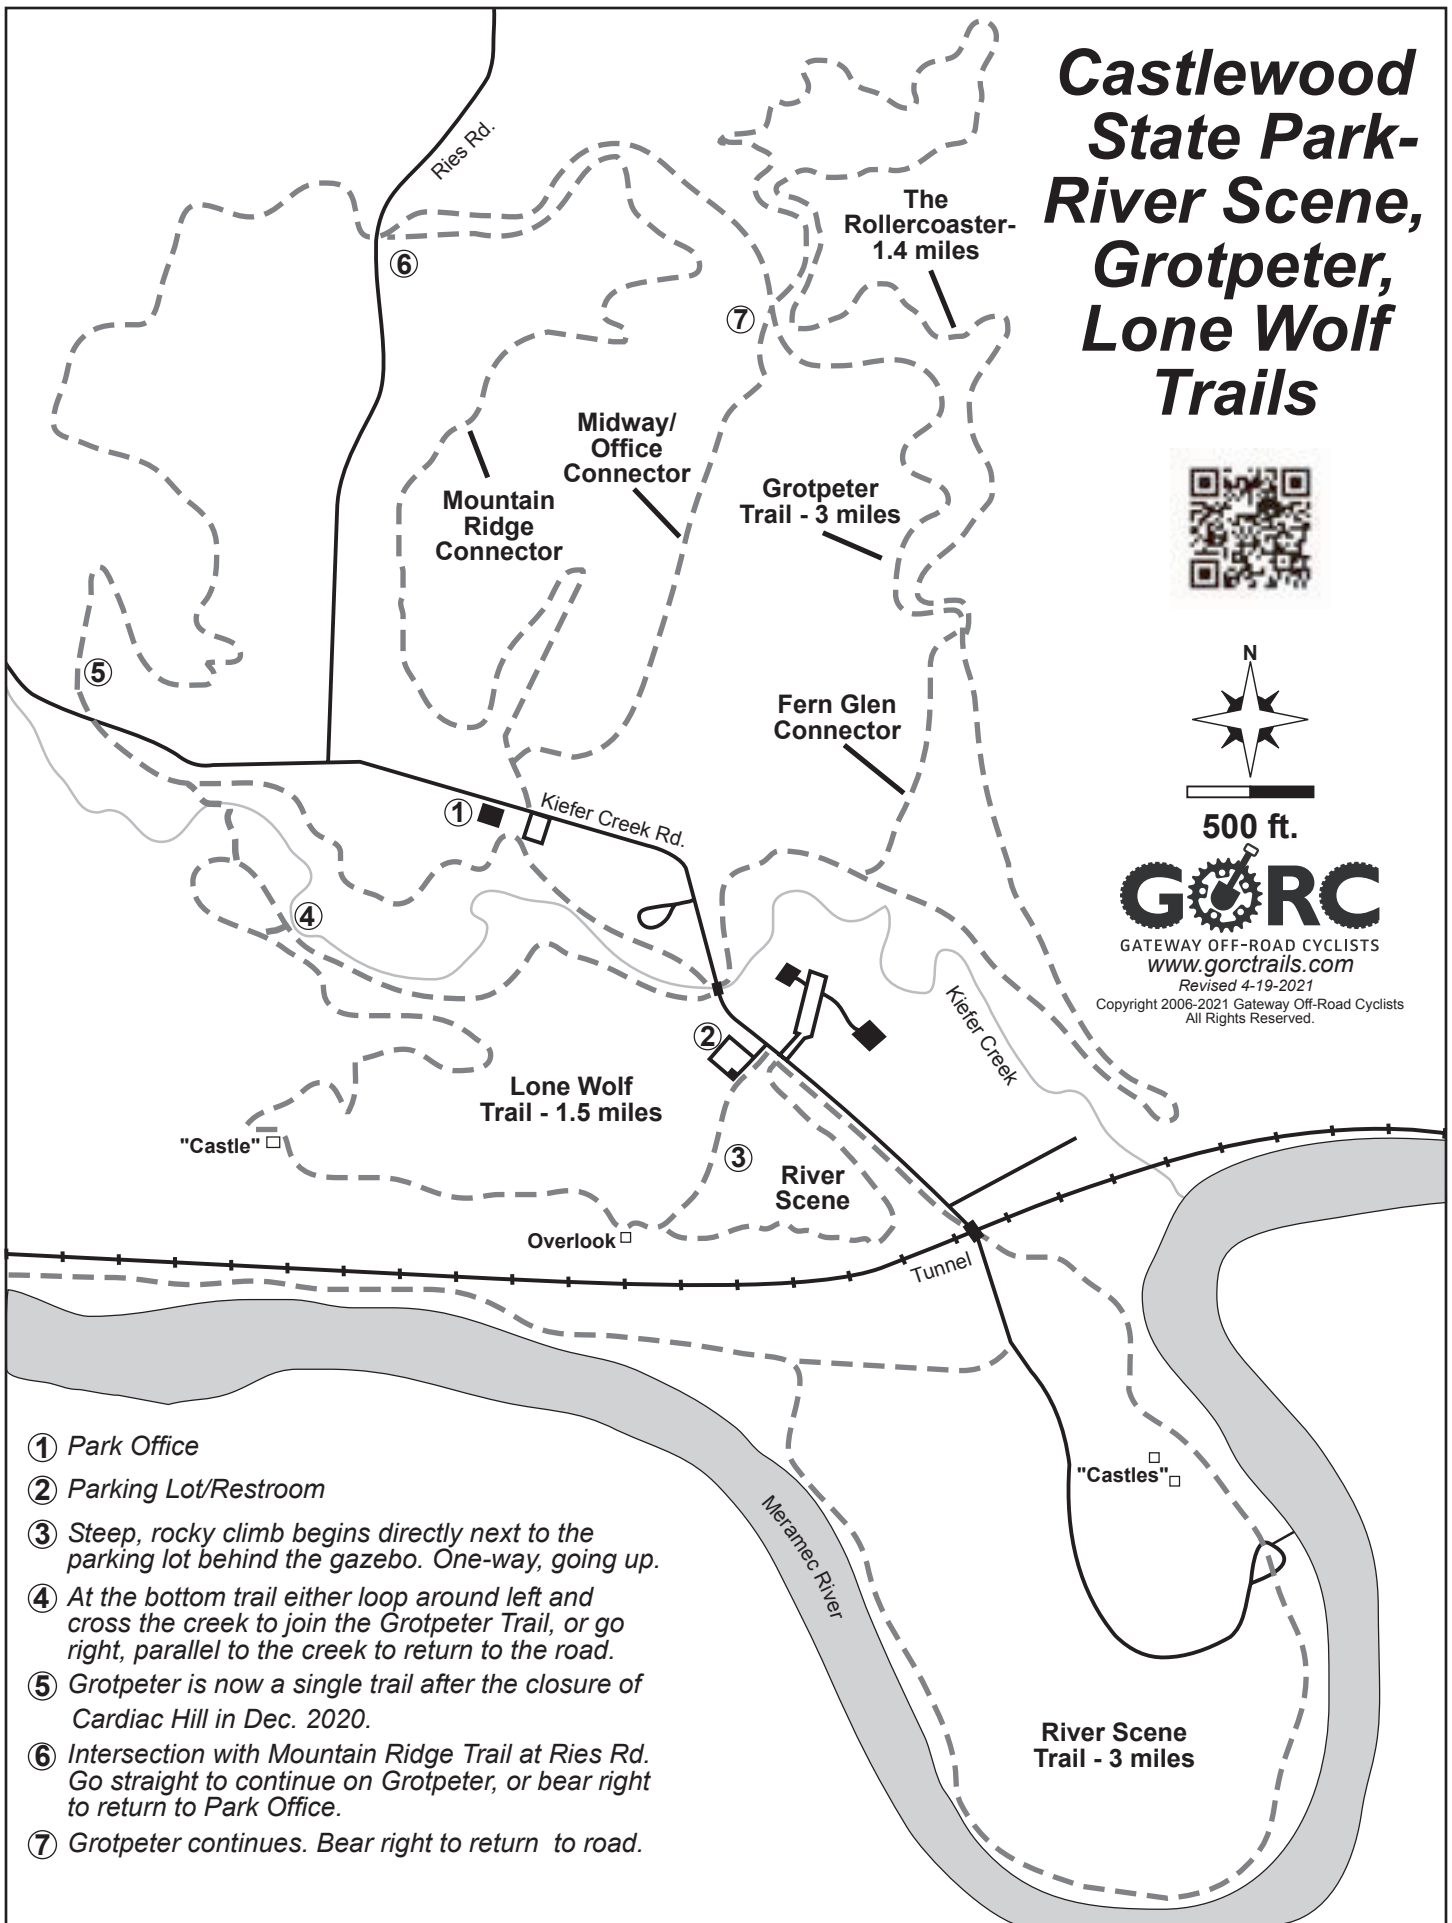 Castlewood
State Park-
River Scene,
Grotpeter,
Lone Wolf
Trails
Ries Rd.
The
Rollercoaster-
1.4 miles
6
7
Midway/
Office
Connector
Mountain
Ridge
Connector
Grotpeter
Trail - 3 miles
N
5
Fern Glen
Connector
500 ft.
1
Kiefer Creek Rd.
GORC
GATEWAY OFF-ROAD CYCLISTS
www.gorctrails.com
Revised 4-19-2021
Copyright 2006-2021 Gateway Off-Road Cyclists
All Rights Reserved.
4
Kiefer Creek
2
Lone Wolf
Trail - 1.5 miles
"Castle"
3
River
Scene
Overlook
Tunnel
"Castles"
Meramec River
River Scene
Trail - 3 miles
1 Park Office
2 Parking Lot/Restroom
3 Steep, rocky climb begins directly next to the
parking lot behind the gazebo. One-way, going up.
4 At the bottom trail either loop around left and
cross the creek to join the Grotpeter Trail, or go
right, parallel to the creek to return to the road.
5 Grotpeter is now a single trail after the closure of
Cardiac Hill in Dec. 2020.
6 Intersection with Mountain Ridge Trail at Ries Rd.
Go straight to continue on Grotpeter, or bear right
to return to Park Office.
7 Grotpeter continues. Bear right to return to road.